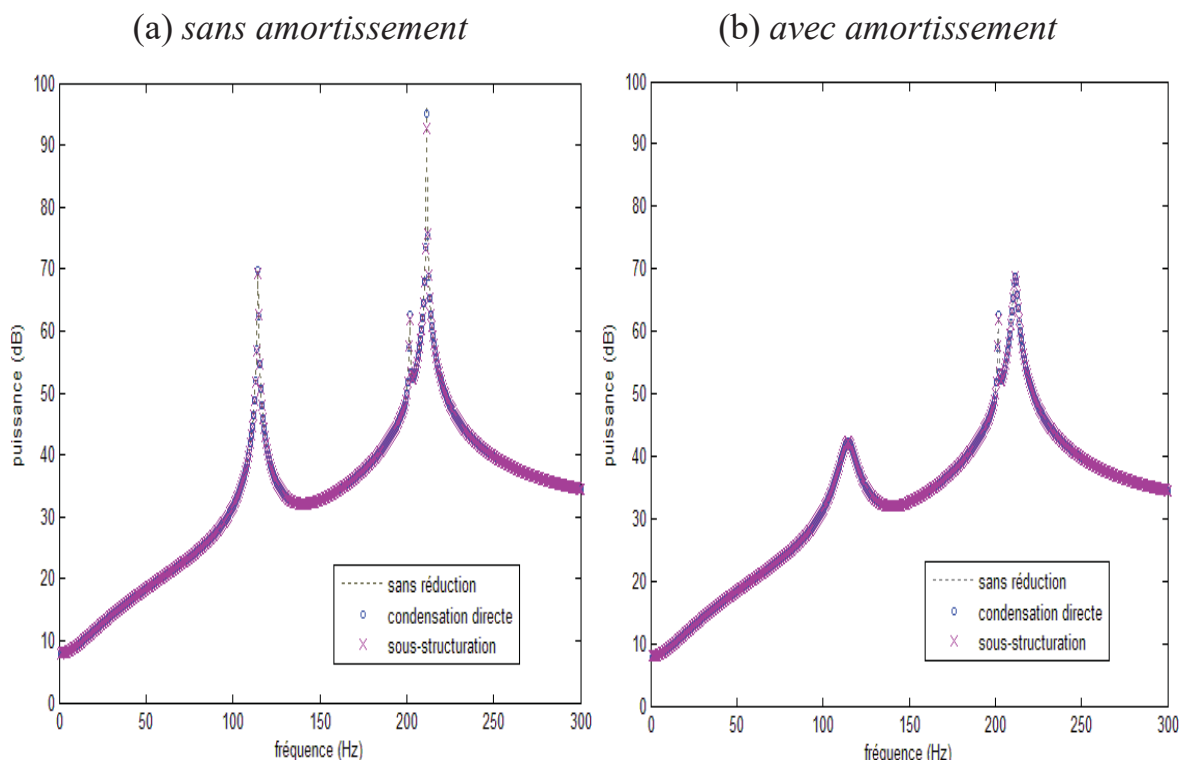 (a) sans amortissement
(b) avec amortissement
puissance (dB)
100
90
80
70
60
50
40
30
20
10
0
0 50 100 150 200 250 300
fréquence (Hz)
sans réduction
condensation directe
sous-structuration
puissance (dB)
100
90
80
70
60
50
40
30
20
10
0
0 50 100 150 200 250 300
fréquence (Hz)
sans réduction
condensation directe
sous-structuration